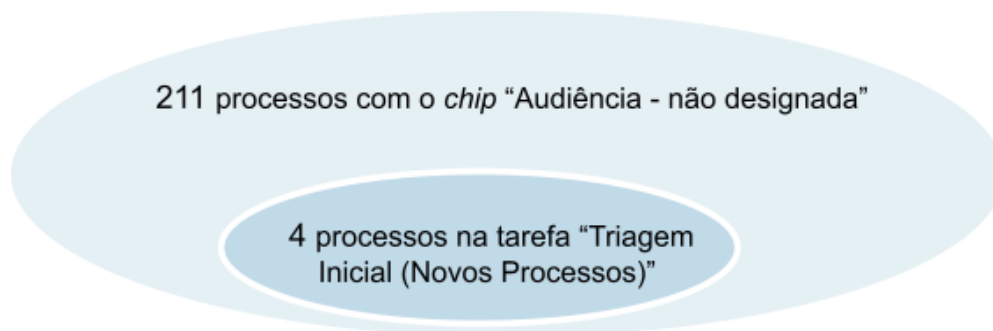 211 processos com o chip “Audiência - não designada”
4 processos na tarefa “Triagem
Inicial (Novos Processos)”